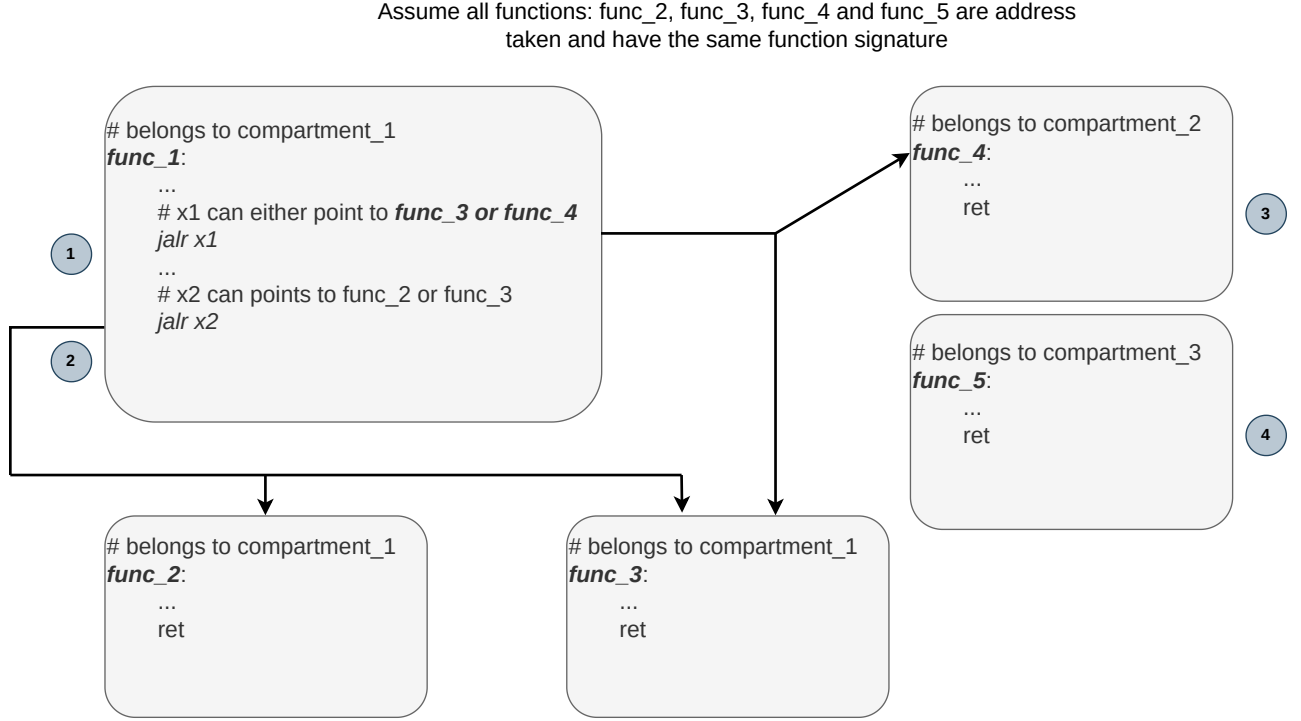 Assume all functions: func_2, func_3, func_4 and func_5 are address
taken and have the same function signature
# belongs to compartment_1
func_1:
...
# x1 can either point to func_3 or func_4
jalr x1
...
# x2 can points to func_2 or func_3
jalr x2
1
2
# belongs to compartment_2
func_4:
...
ret
3
# belongs to compartment_3
func_5:
...
ret
4
# belongs to compartment_1
func_2:
...
ret
# belongs to compartment_1
func_3:
...
ret